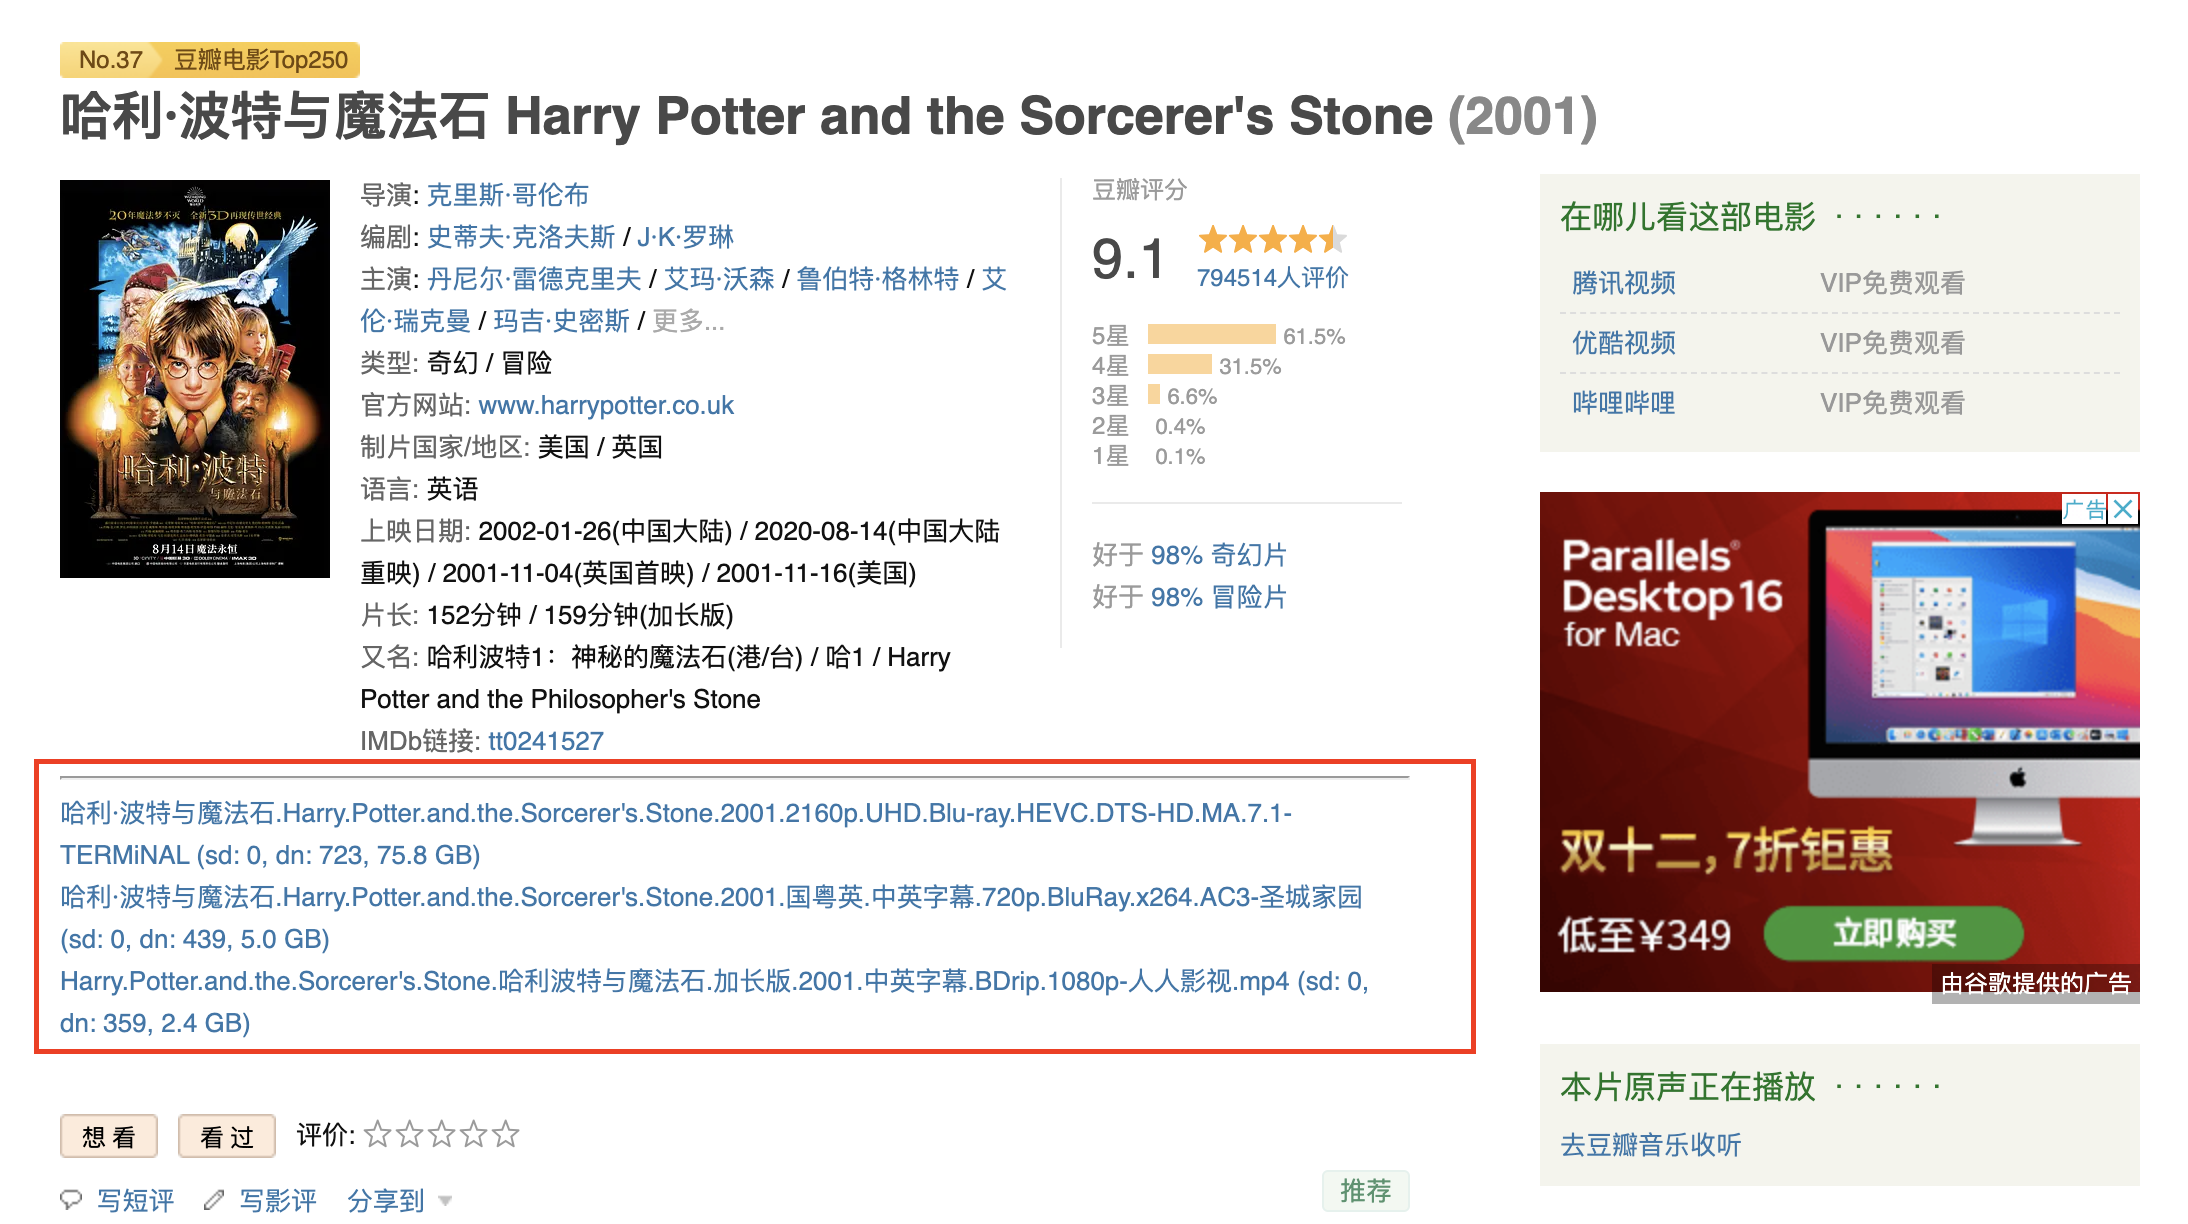 No.37 豆瓣电影Top250
哈利·波特与魔法石 Harry Potter and the Sorcerer's Stone (2001)
20年魔法梦不灭 全新3D再现传世经典
哈利·波特
与魔法石
8月14日魔法永恒
导演: 克里斯·哥伦布
编剧: 史蒂夫·克洛夫斯 / J·K·罗琳
主演: 丹尼尔·雷德克里夫 / 艾玛·沃森 / 鲁伯特·格林特 / 艾
伦·瑞克曼 / 玛吉·史密斯 / 更多...
类型: 奇幻 / 冒险
官方网站: www.harrypotter.co.uk
制片国家/地区: 美国 / 英国
语言: 英语
上映日期: 2002-01-26(中国大陆) / 2020-08-14(中国大陆
重映) / 2001-11-04(英国首映) / 2001-11-16(美国)
片长: 152分钟 / 159分钟(加长版)
又名: 哈利波特1：神秘的魔法石(港/台) / 哈1 / Harry
Potter and the Philosopher's Stone
IMDb链接: tt0241527
豆瓣评分
9.1
794514人评价
5星 61.5%
4星 31.5%
3星 6.6%
2星 0.4%
1星 0.1%
好于 98% 奇幻片
好于 98% 冒险片
哈利·波特与魔法石.Harry.Potter.and.the.Sorcerer's.Stone.2001.2160p.UHD.Blu-ray.HEVC.DTS-HD.MA.7.1-
TERMiNAL (sd: 0, dn: 723, 75.8 GB)
哈利·波特与魔法石.Harry.Potter.and.the.Sorcerer's.Stone.2001.国粤英.中英字幕.720p.BluRay.x264.AC3-圣城家园
(sd: 0, dn: 439, 5.0 GB)
Harry.Potter.and.the.Sorcerer's.Stone.哈利波特与魔法石.加长版.2001.中英字幕.BDrip.1080p-人人影视.mp4 (sd: 0,
dn: 359, 2.4 GB)
想看 看过 评价:
写短评 写影评 分享到
推荐
在哪儿看这部电影 · · · · · ·
腾讯视频 VIP免费观看
优酷视频 VIP免费观看
哔哩哔哩 VIP免费观看
广告
Parallels®
Desktop 16
for Mac
双十二，7折钜惠
低至¥349 立即购买
由谷歌提供的广告
本片原声正在播放 · · · · · ·
去豆瓣音乐收听